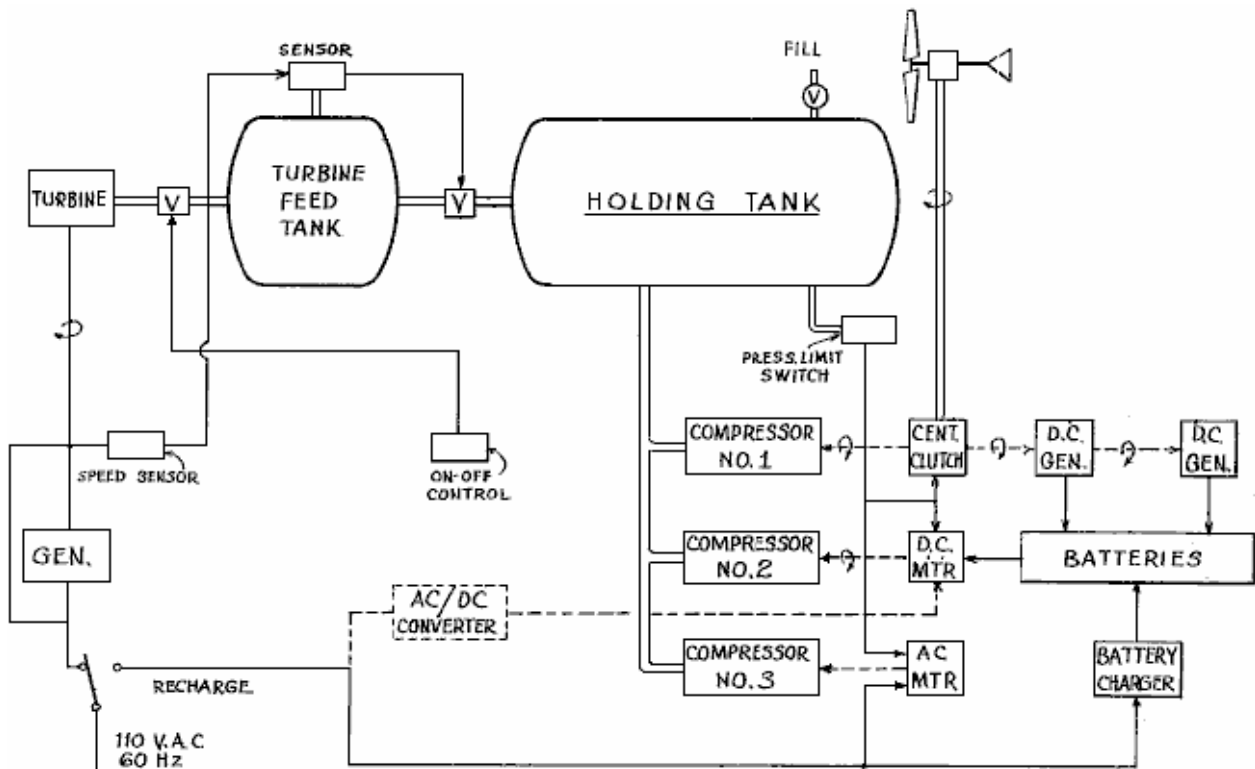 SENSOR
FILL
V
TURBINE
V
TURBINE
FEED
TANK
V
HOLDING TANK
PRESS. LIMIT
SWITCH
COMPRESSOR
NO.1
CENT.
CLUTCH
D.C.
GEN.
D.C.
GEN.
SPEED SENSOR
ON-OFF
CONTROL
GEN.
COMPRESSOR
NO.2
D.C.
MTR
BATTERIES
AC/DC
CONVERTER
COMPRESSOR
NO.3
AC
MTR
BATTERY
CHARGER
RECHARGE
110 V.A.C
60 Hz